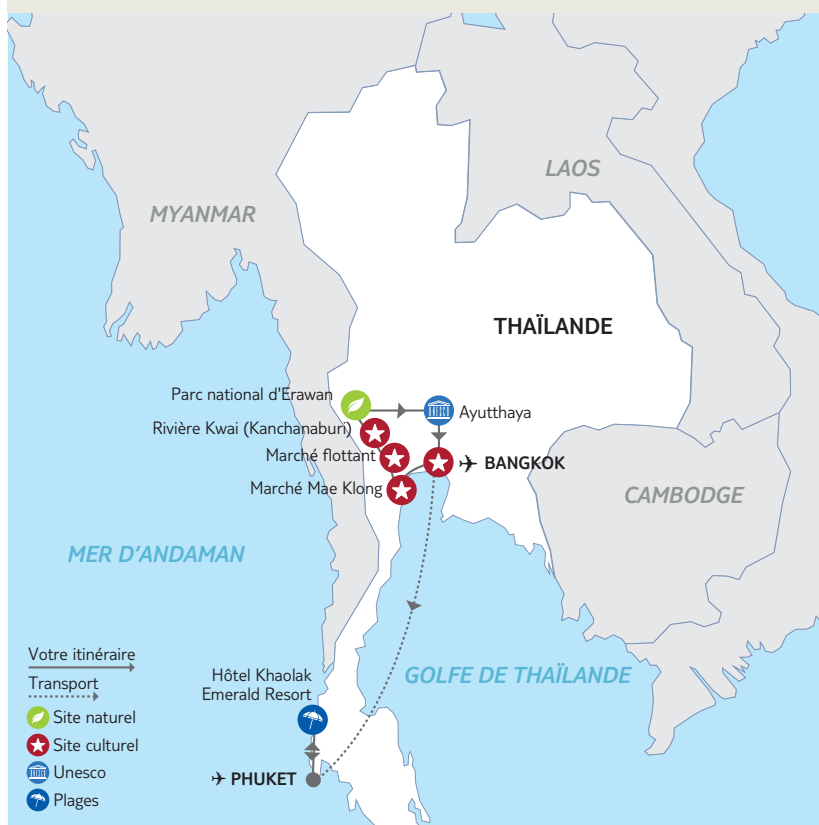 LAOS
MYANMAR
THAÏLANDE
Parc national d'Erawan
Ayutthaya
Rivière Kwai (Kanchanaburi)
Marché flottant
BANGKOK
Marché Mae Klong
CAMBODGE
MER D'ANDAMAN
Votre itinéraire
Transport
Site naturel
Site culturel
Unesco
Plages
Hôtel Khaolak
Emerald Resort
GOLFE DE THAÏLANDE
PHUKET
UNESCO